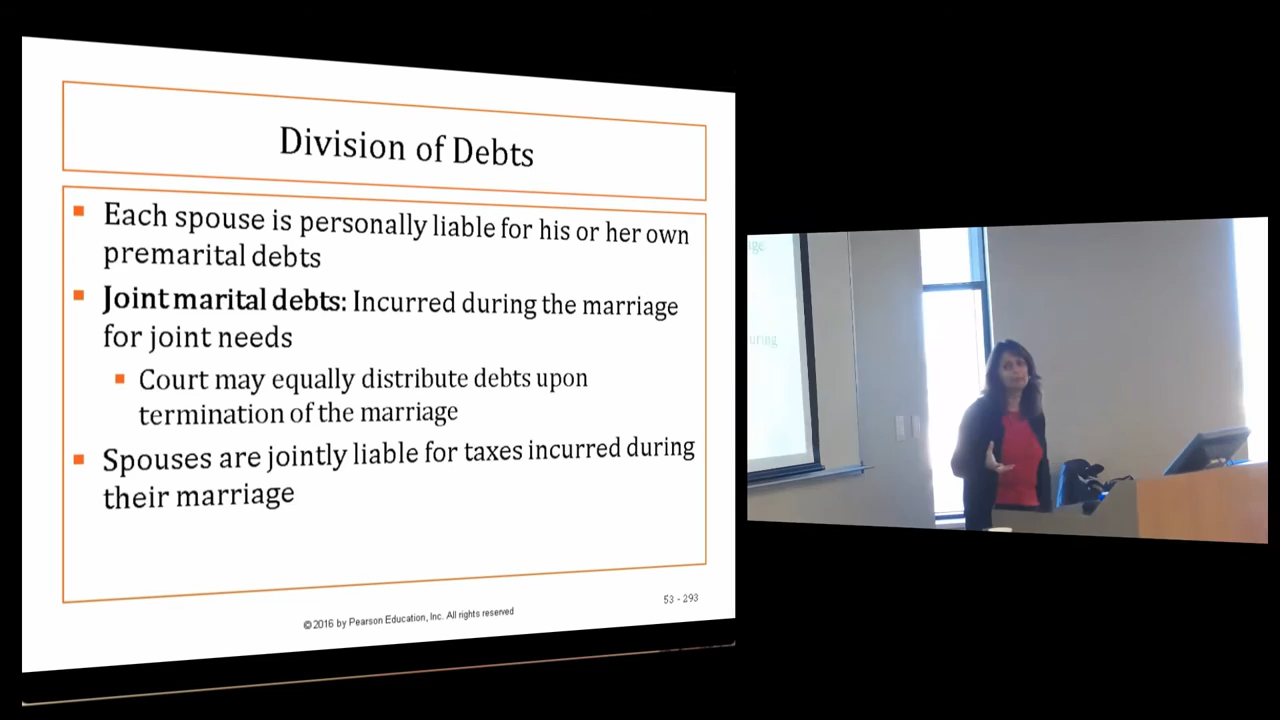 Division of Debts
Each spouse is personally liable for his or her own
premarital debts
Joint marital debts: Incurred during the marriage
for joint needs
Court may equally distribute debts upon
termination of the marriage
Spouses are jointly liable for taxes incurred during
their marriage
©2016 by Pearson Education, Inc. All rights reserved
53 - 293
ge
uring